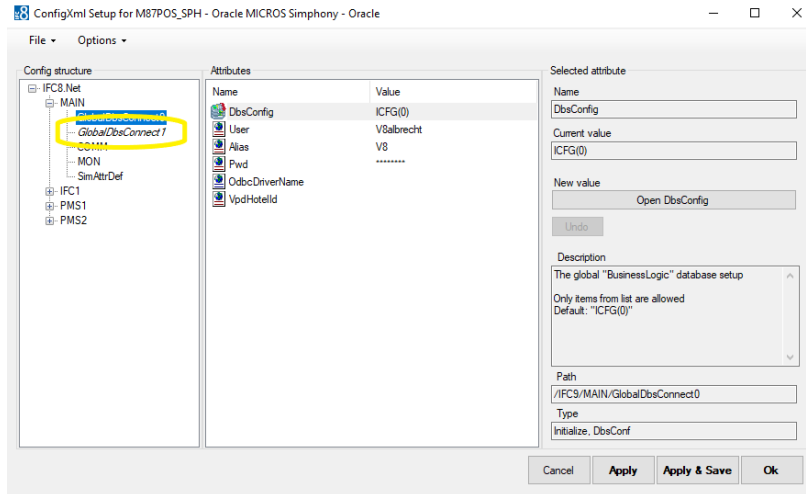 ConfigXml Setup for M87POS_SPH - Oracle MICROS Simphony - Oracle
File Options
Config structure
IFC8.Net
MAIN
GlobalDbsConnect0
GlobalDbsConnect1
COMM
MON
SimAttrDef
IFC1
PMS1
PMS2
Attributes
Name Value
DbsConfig ICFG(0)
User V8albrecht
Alias V8
Pwd ********
OdbcDriverName
VpdHotelId
Selected attribute
Name
DbsConfig
Current value
ICFG(0)
New value
Open DbsConfig
Undo
Description
The global "BusinessLogic" database setup
Only items from list are allowed
Default: "ICFG(0)"
Path
/IFC9/MAIN/GlobalDbsConnect0
Type
Initialize, DbsConf
Cancel Apply Apply & Save Ok